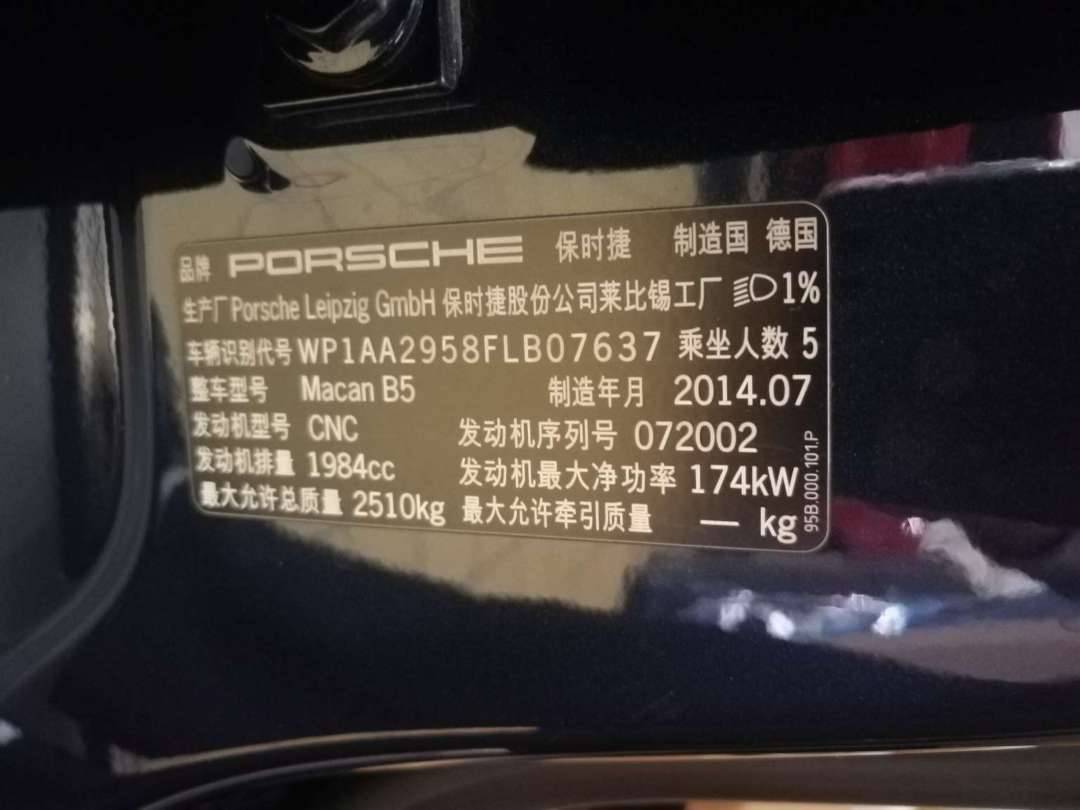 品牌 PORSCHE 保时捷 制造国 德国
生产厂 Porsche Leipzig GmbH 保时捷股份公司莱比锡工厂 1%
车辆识别代号 WP1AA2958FLB07637 乘坐人数 5
整车型号 Macan B5 制造年月 2014.07
发动机型号 CNC 发动机序列号 072002
发动机排量 1984cc 发动机最大净功率 174kW
最大允许总质量 2510kg 最大允许牵引质量 — kg
95B.000.101.P